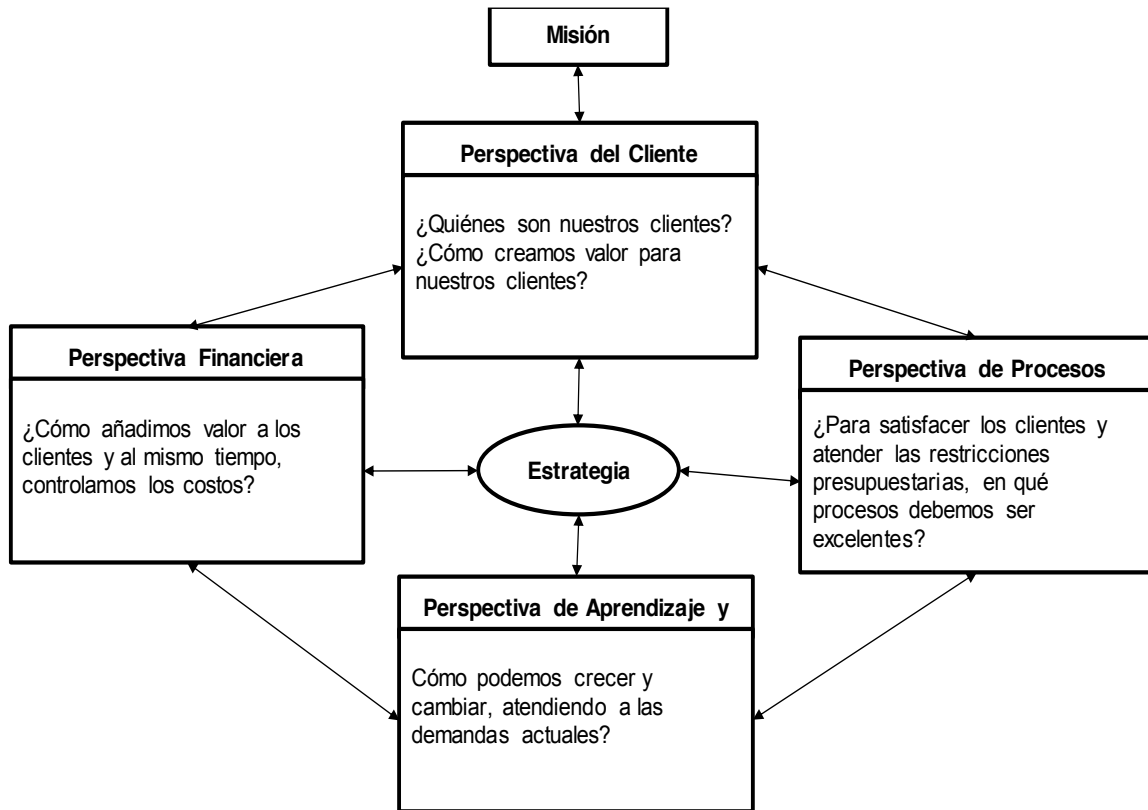 Misión
Perspectiva del Cliente
¿Quiénes son nuestros clientes?
¿Cómo creamos valor para
nuestros clientes?
Perspectiva Financiera
¿Cómo añadimos valor a los
clientes y al mismo tiempo,
controlamos los costos?
Estrategia
Perspectiva de Procesos
¿Para satisfacer los clientes y
atender las restricciones
presupuestarias, en qué
procesos debemos ser
excelentes?
Perspectiva de Aprendizaje y
Cómo podemos crecer y
cambiar, atendiendo a las
demandas actuales?